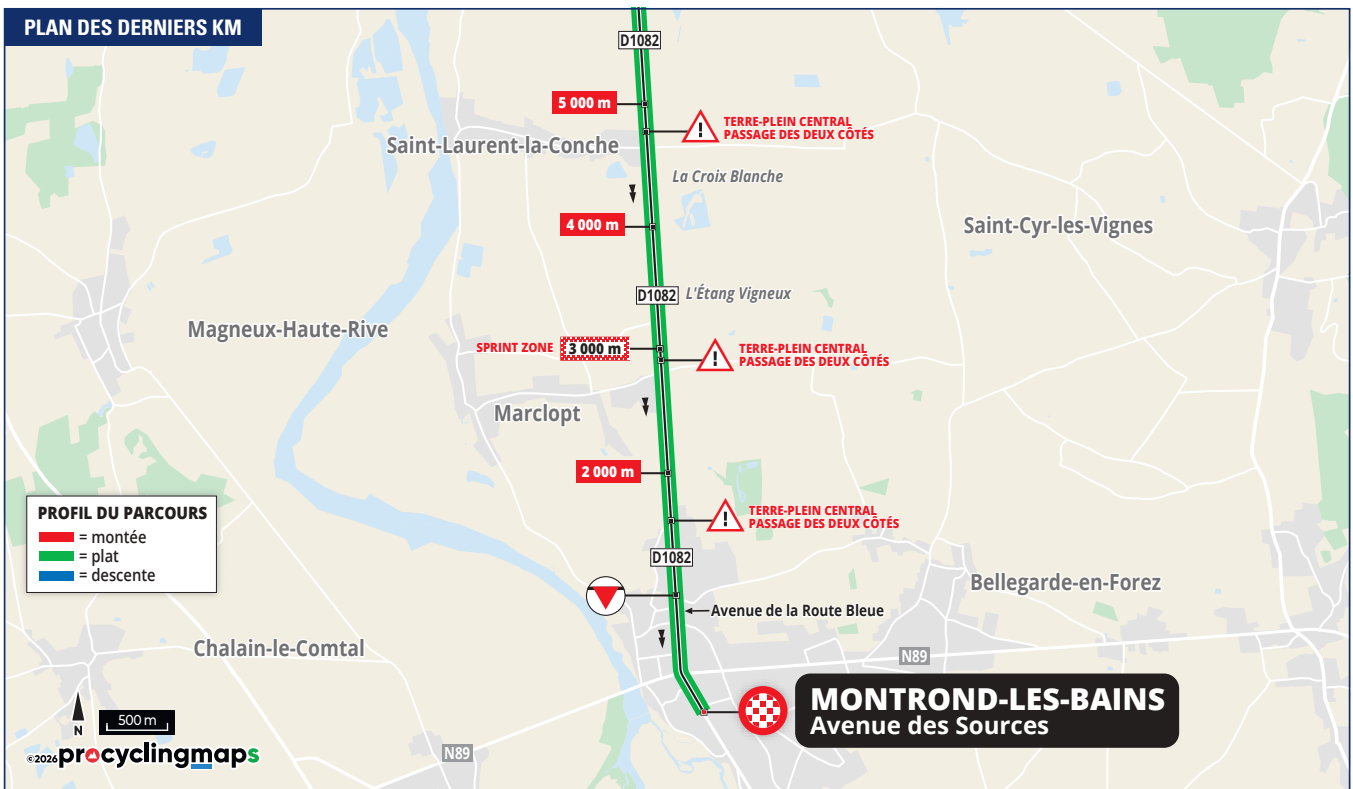 PLAN DES DERNIERS KM
D1082
5 000 m
TERRE-PLEIN CENTRAL
PASSAGE DES DEUX CÔTÉS
Saint-Laurent-la-Conche
La Croix Blanche
4 000 m
Saint-Cyr-les-Vignes
D1082
L'Étang Vigneux
Magneux-Haute-Rive
SPRINT ZONE
3 000 m
TERRE-PLEIN CENTRAL
PASSAGE DES DEUX CÔTÉS
Marclopt
2 000 m
TERRE-PLEIN CENTRAL
PASSAGE DES DEUX CÔTÉS
PROFIL DU PARCOURS
= montée
= plat
= descente
D1082
Bellegarde-en-Forez
Avenue de la Route Bleue
Chalain-le-Comtal
N89
MONTROND-LES-BAINS
Avenue des Sources
N
500 m
N89
©2026 procyclingmaps